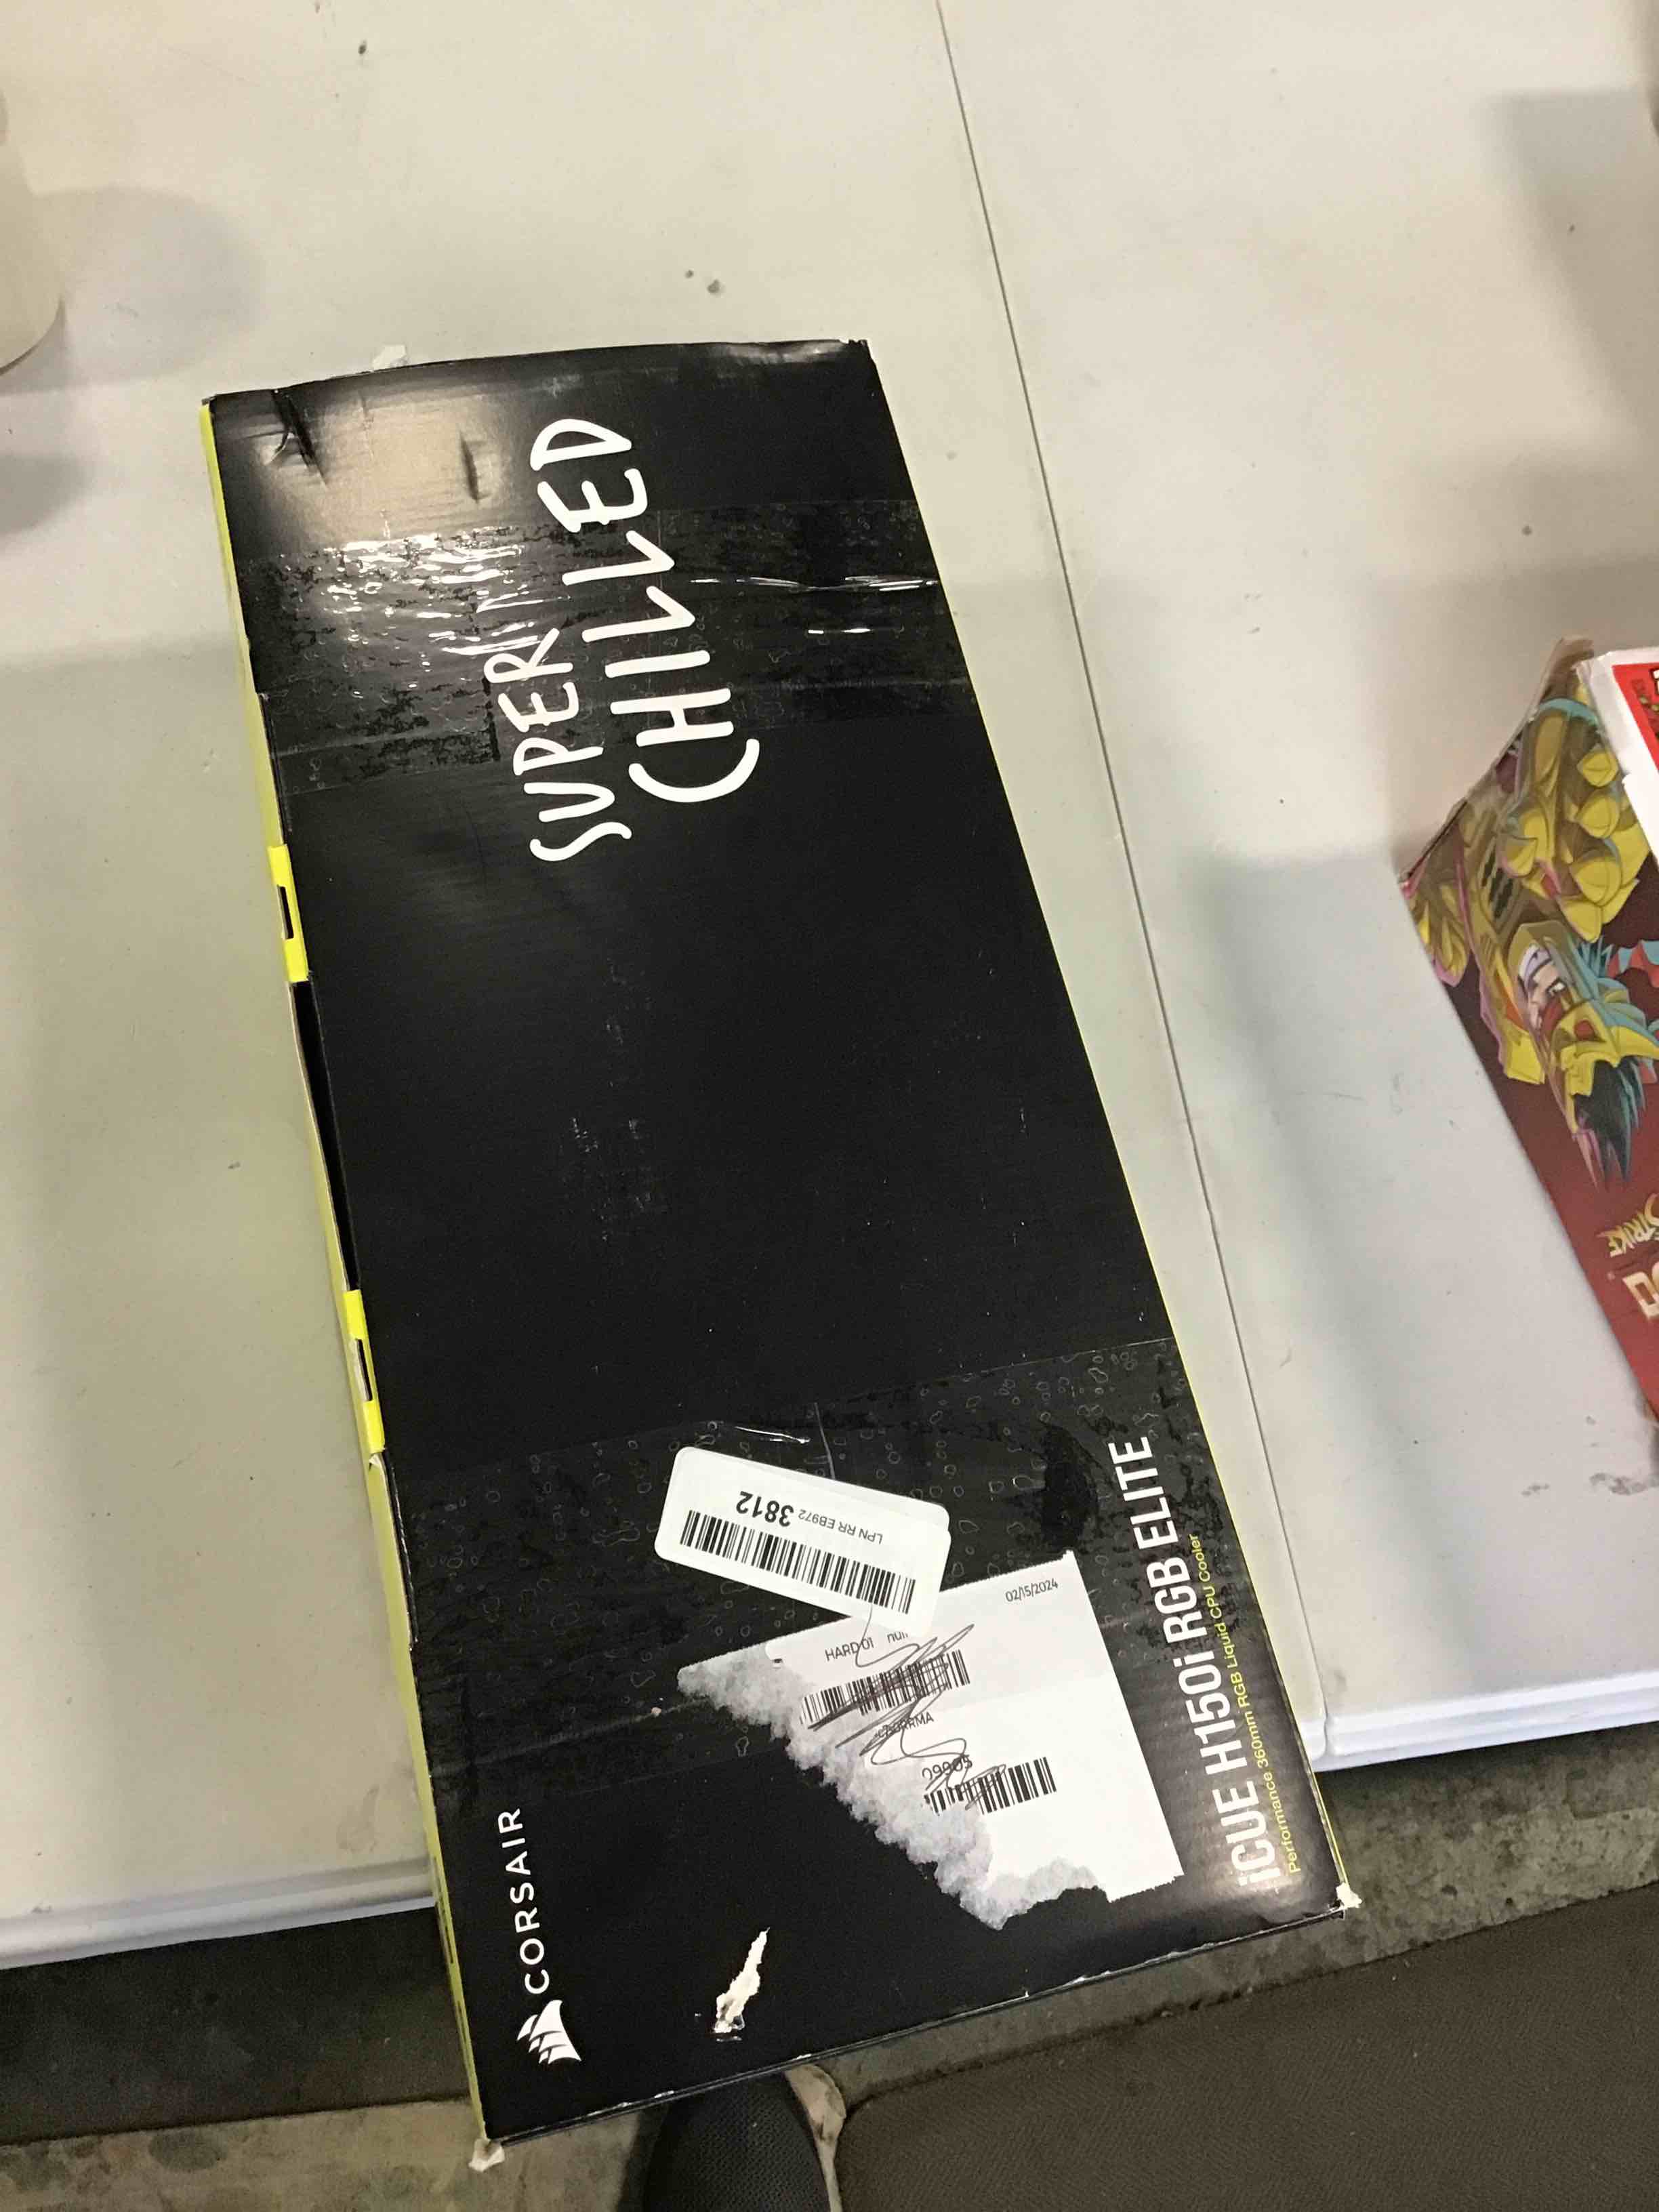 SUPER
CHILLED
LPN RR EB972 3812
02/15/2024
HARD 01
CORSAIR
iCUE H150i RGB ELITE
Performance 360mm RGB Liquid CPU Cooler
STRIKE